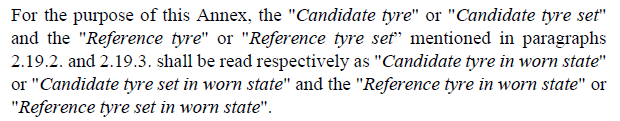 For the purpose of this Annex, the "Candidate tyre" or "Candidate tyre set"
and the "Reference tyre" or "Reference tyre set” mentioned in paragraphs
2.19.2. and 2.19.3. shall be read respectively as "Candidate tyre in worn state"
or "Candidate tyre set in worn state" and the "Reference tyre in worn state" or
"Reference tyre set in worn state".